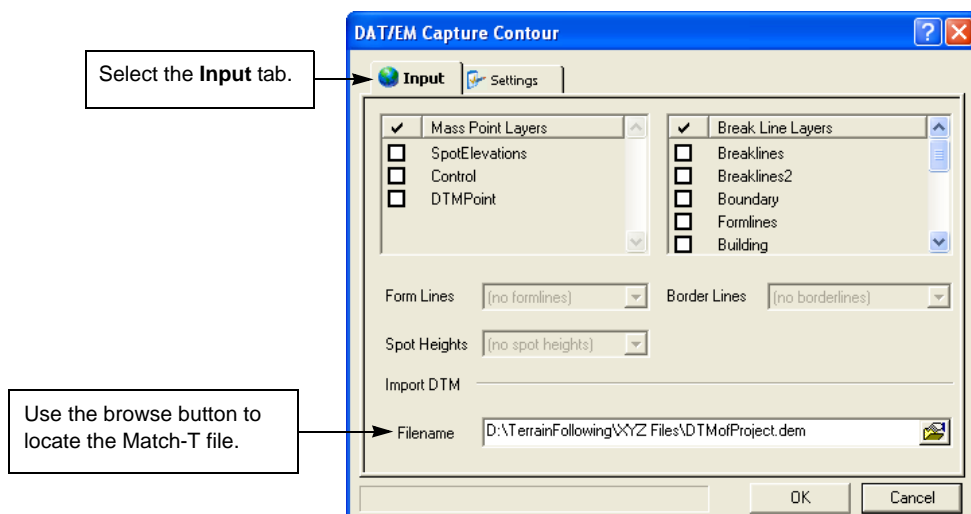 DAT/EM Capture Contour
Select the Input tab.
Input
Settings
Mass Point Layers
SpotElevations
Control
DTMPoint
Break Line Layers
Breaklines
Breaklines2
Boundary
Formlines
Building
Form Lines (no formlines)
Border Lines (no borderlines)
Spot Heights (no spot heights)
Import DTM
Use the browse button to
locate the Match-T file.
Filename D:\TerrainFollowing\XYZ Files\DTMofProject.dem
OK
Cancel